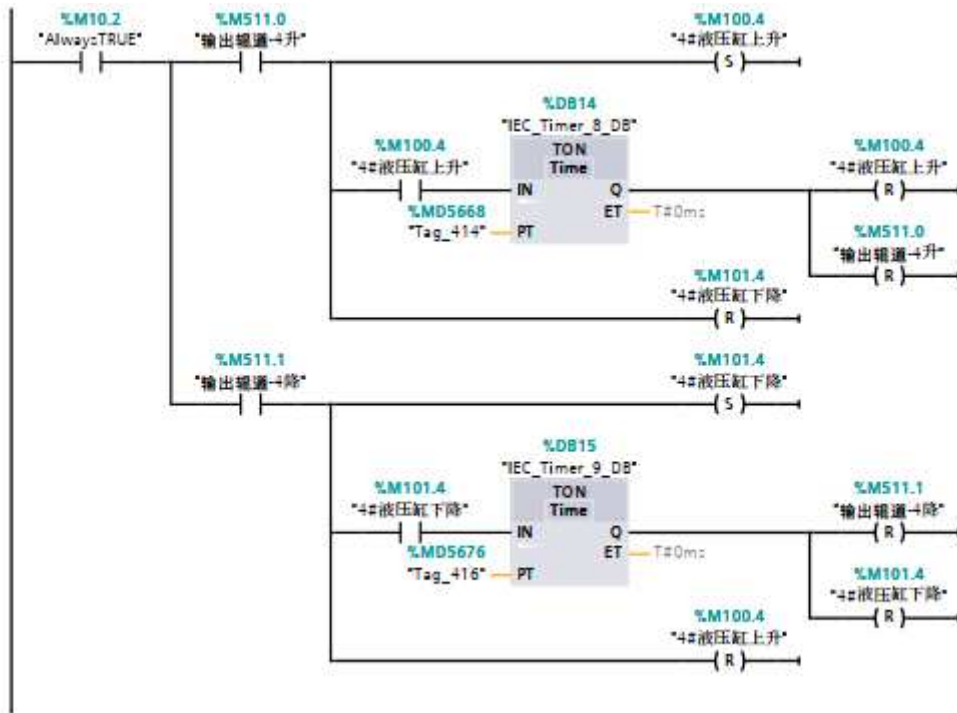 %M10.2 %M511.0 %M100.4
"AlwaysTRUE" "输出辊道-4升" "4#液压缸上升"
S
%DB14
"IEC_Timer_8_DB"
%M100.4 TON %M100.4
"4#液压缸上升" Time "4#液压缸上升"
IN Q R
%MD5668 ET T#0ms %M511.0
"Tag_414" PT "输出辊道-4升"
R
%M101.4
"4#液压缸下降"
R
%M511.1 %M101.4
"输出辊道-4降" "4#液压缸下降"
S
%DB15
"IEC_Timer_9_DB"
%M101.4 TON %M511.1
"4#液压缸下降" Time "输出辊道-4降"
IN Q R
%MD5676 ET T#0ms %M101.4
"Tag_416" PT "4#液压缸下降"
R
%M100.4
"4#液压缸上升"
R